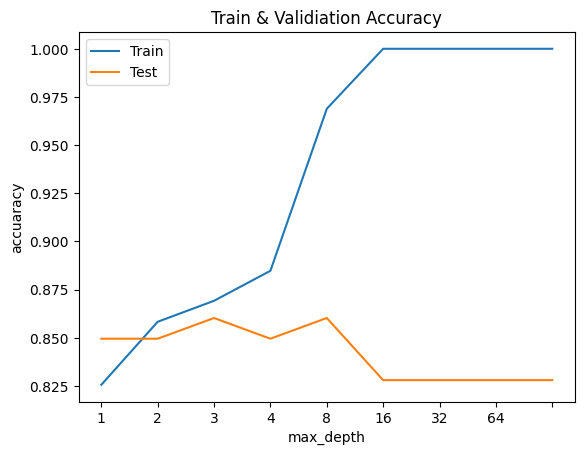 Train & Validiation Accuracy
Train
Test
accuaracy
1.000
0.975
0.950
0.925
0.900
0.875
0.850
0.825
1 2 3 4 8 16 32 64
max_depth